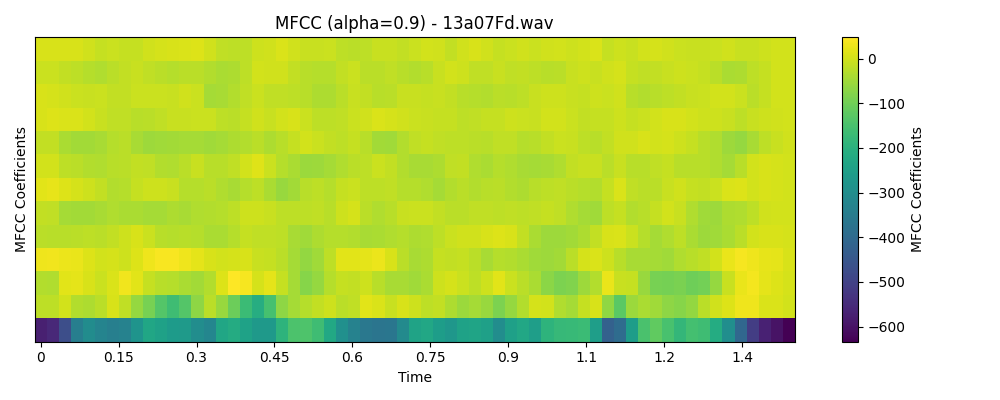 MFCC (alpha=0.9) - 13a07Fd.wav
MFCC Coefficients
0 0.15 0.3 0.45 0.6 0.75 0.9 1.1 1.2 1.4
Time
0
−100
−200
−300
−400
−500
−600
MFCC Coefficients